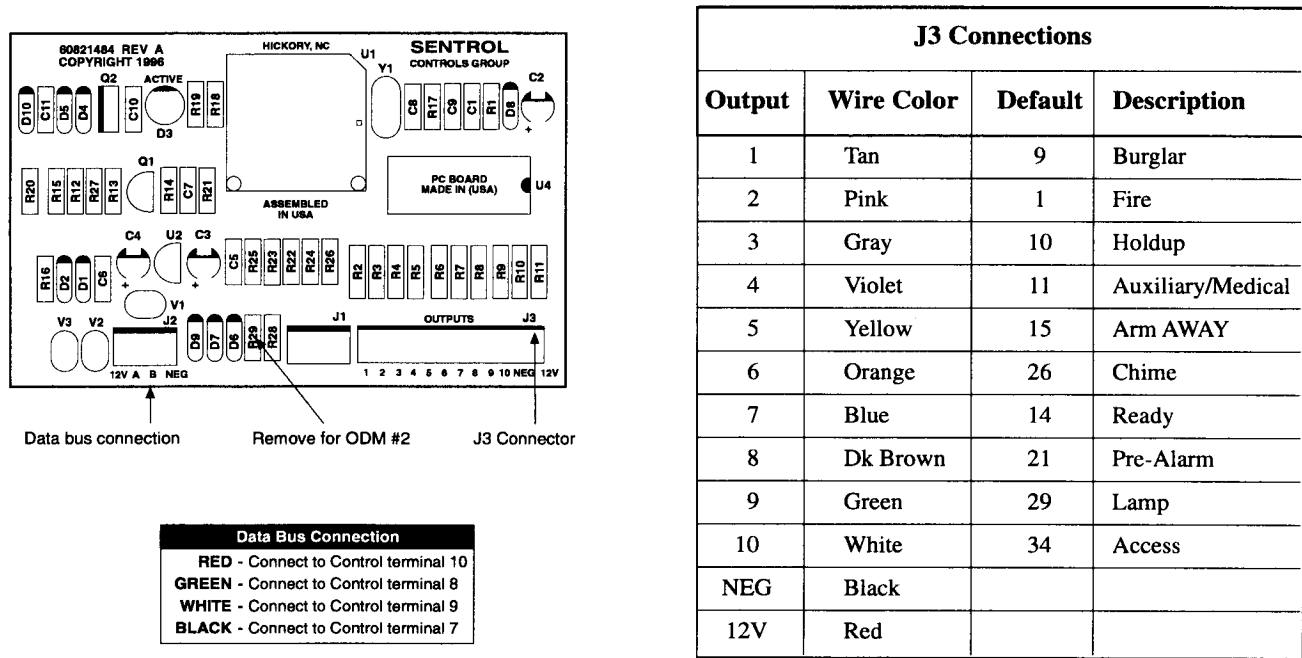 60821484 REV A
COPYRIGHT 1996
HICKORY, NC
U1
SENTROL
CONTROLS GROUP
Q2
ACTIVE
Y1
C2
D10
C11
D5
D4
C10
D3
R19
R18
C8
R17
C9
C1
R1
D8
+
Q1
R20
R15
R12
R27
R13
R14
C7
R21
PC BOARD
MADE IN (USA)
U4
ASSEMBLED
IN USA
C4
U2
C3
R16
D2
D1
C6
+
+
C5
R25
R23
R22
R24
R26
R2
R3
R4
R5
R6
R7
R8
R9
R10
R11
V1
V3
V2
J2
D9
D7
D6
R29
R28
J1
OUTPUTS
J3
12V A B NEG
1 2 3 4 5 6 7 8 9 10 NEG 12V
Data bus connection
Remove for ODM #2
J3 Connector
Data Bus Connection
RED - Connect to Control terminal 10
GREEN - Connect to Control terminal 8
WHITE - Connect to Control terminal 9
BLACK - Connect to Control terminal 7
J3 Connections
Output Wire Color Default Description
1 Tan 9 Burglar
2 Pink 1 Fire
3 Gray 10 Holdup
4 Violet 11 Auxiliary/Medical
5 Yellow 15 Arm AWAY
6 Orange 26 Chime
7 Blue 14 Ready
8 Dk Brown 21 Pre-Alarm
9 Green 29 Lamp
10 White 34 Access
NEG Black
12V Red